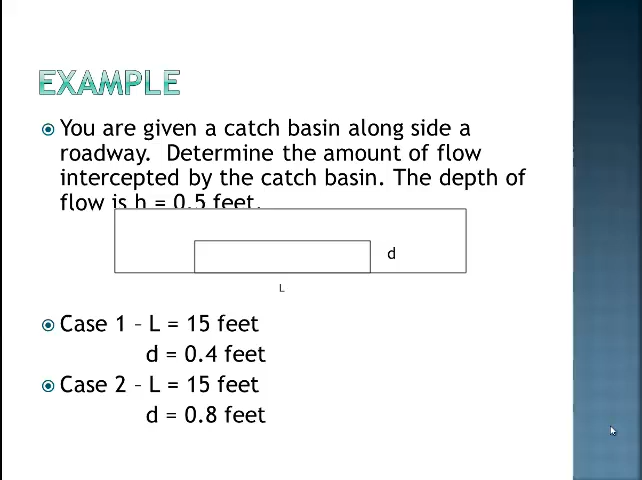 EXAMPLE
You are given a catch basin along side a
roadway. Determine the amount of flow
intercepted by the catch basin. The depth of
flow is h = 0.5 feet.
d
L
Case 1 – L = 15 feet
d = 0.4 feet
Case 2 – L = 15 feet
d = 0.8 feet